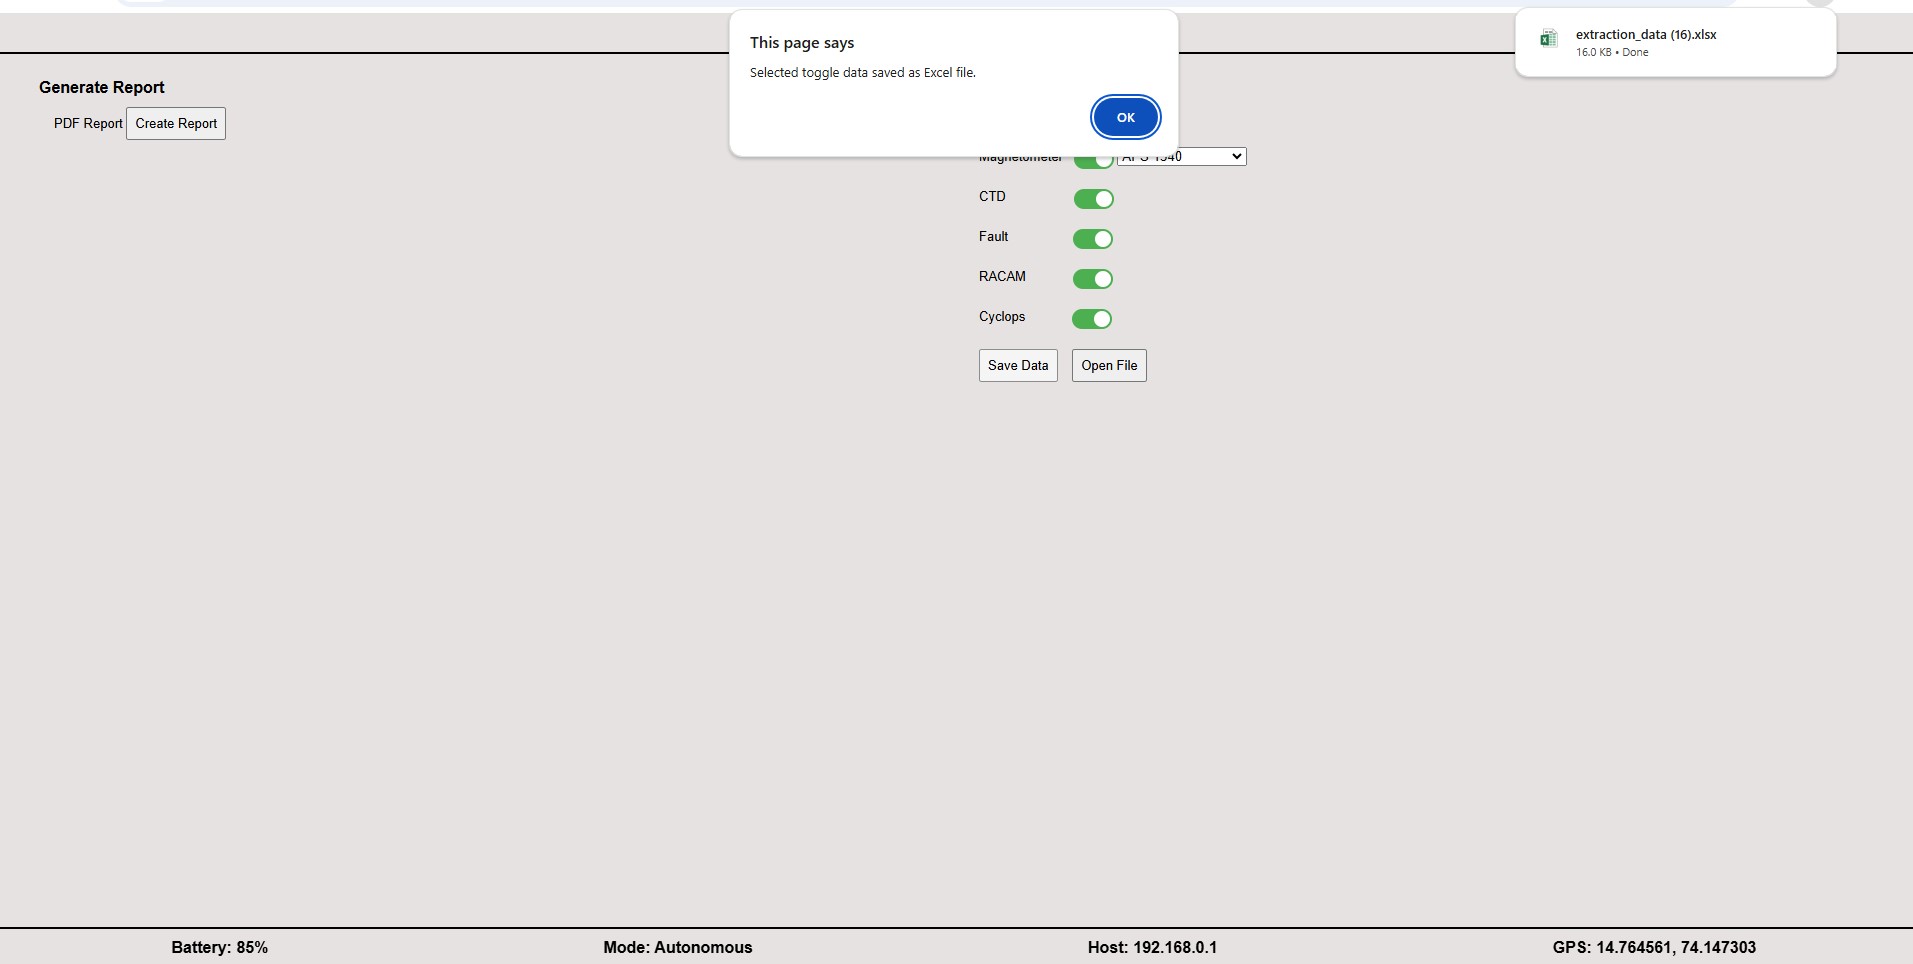 This page says
Selected toggle data saved as Excel file.
OK
extraction_data (16).xlsx
16.0 KB • Done
Generate Report
PDF Report Create Report
Magnetometer
CTD
Fault
RACAM
Cyclops
Save Data Open File
Battery: 85% Mode: Autonomous Host: 192.168.0.1 GPS: 14.764561, 74.147303